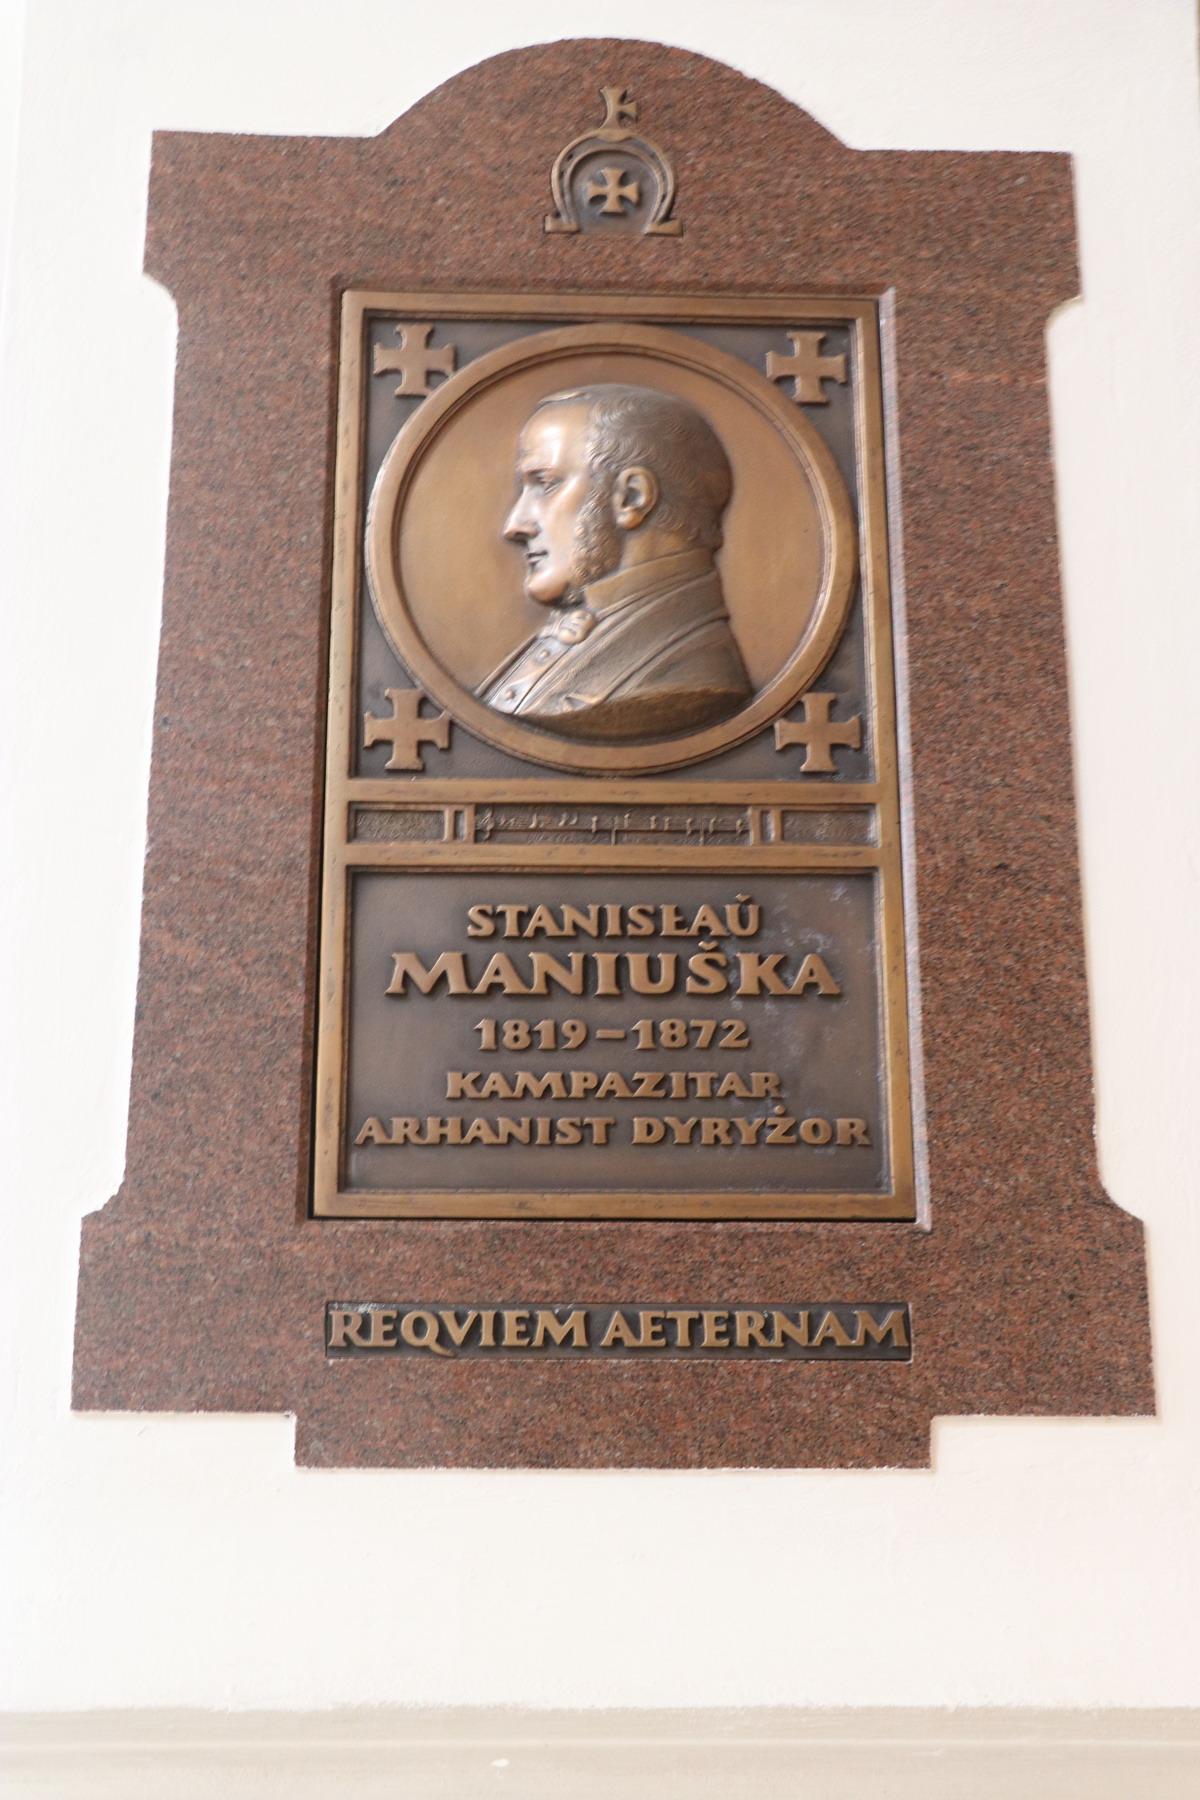 STANISŁAŬ
MANIUŠKA
1819–1872
KAMPAZITAR
ARHANIST DYRYŻOR
REQVIEM AETERNAM